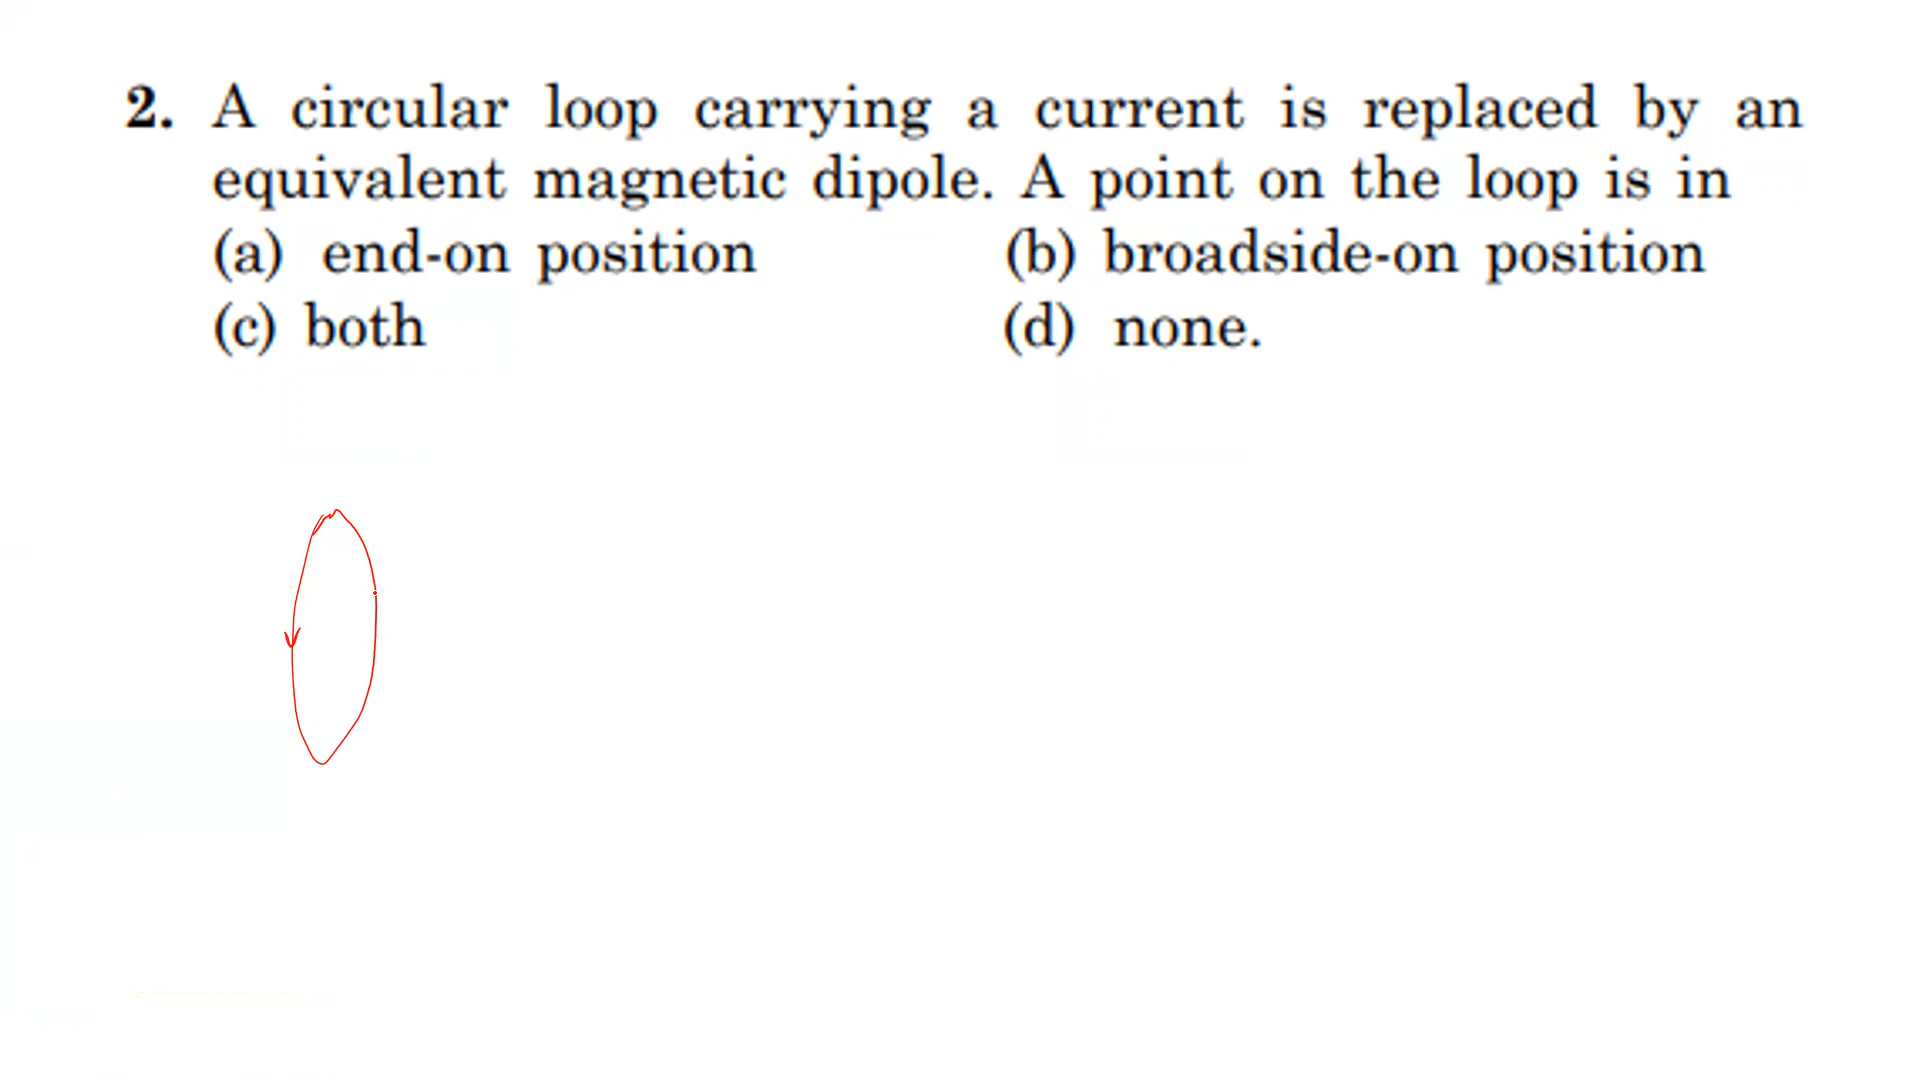 2. A circular loop carrying a current is replaced by an
equivalent magnetic dipole. A point on the loop is in
(a) end-on position (b) broadside-on position
(c) both (d) none.